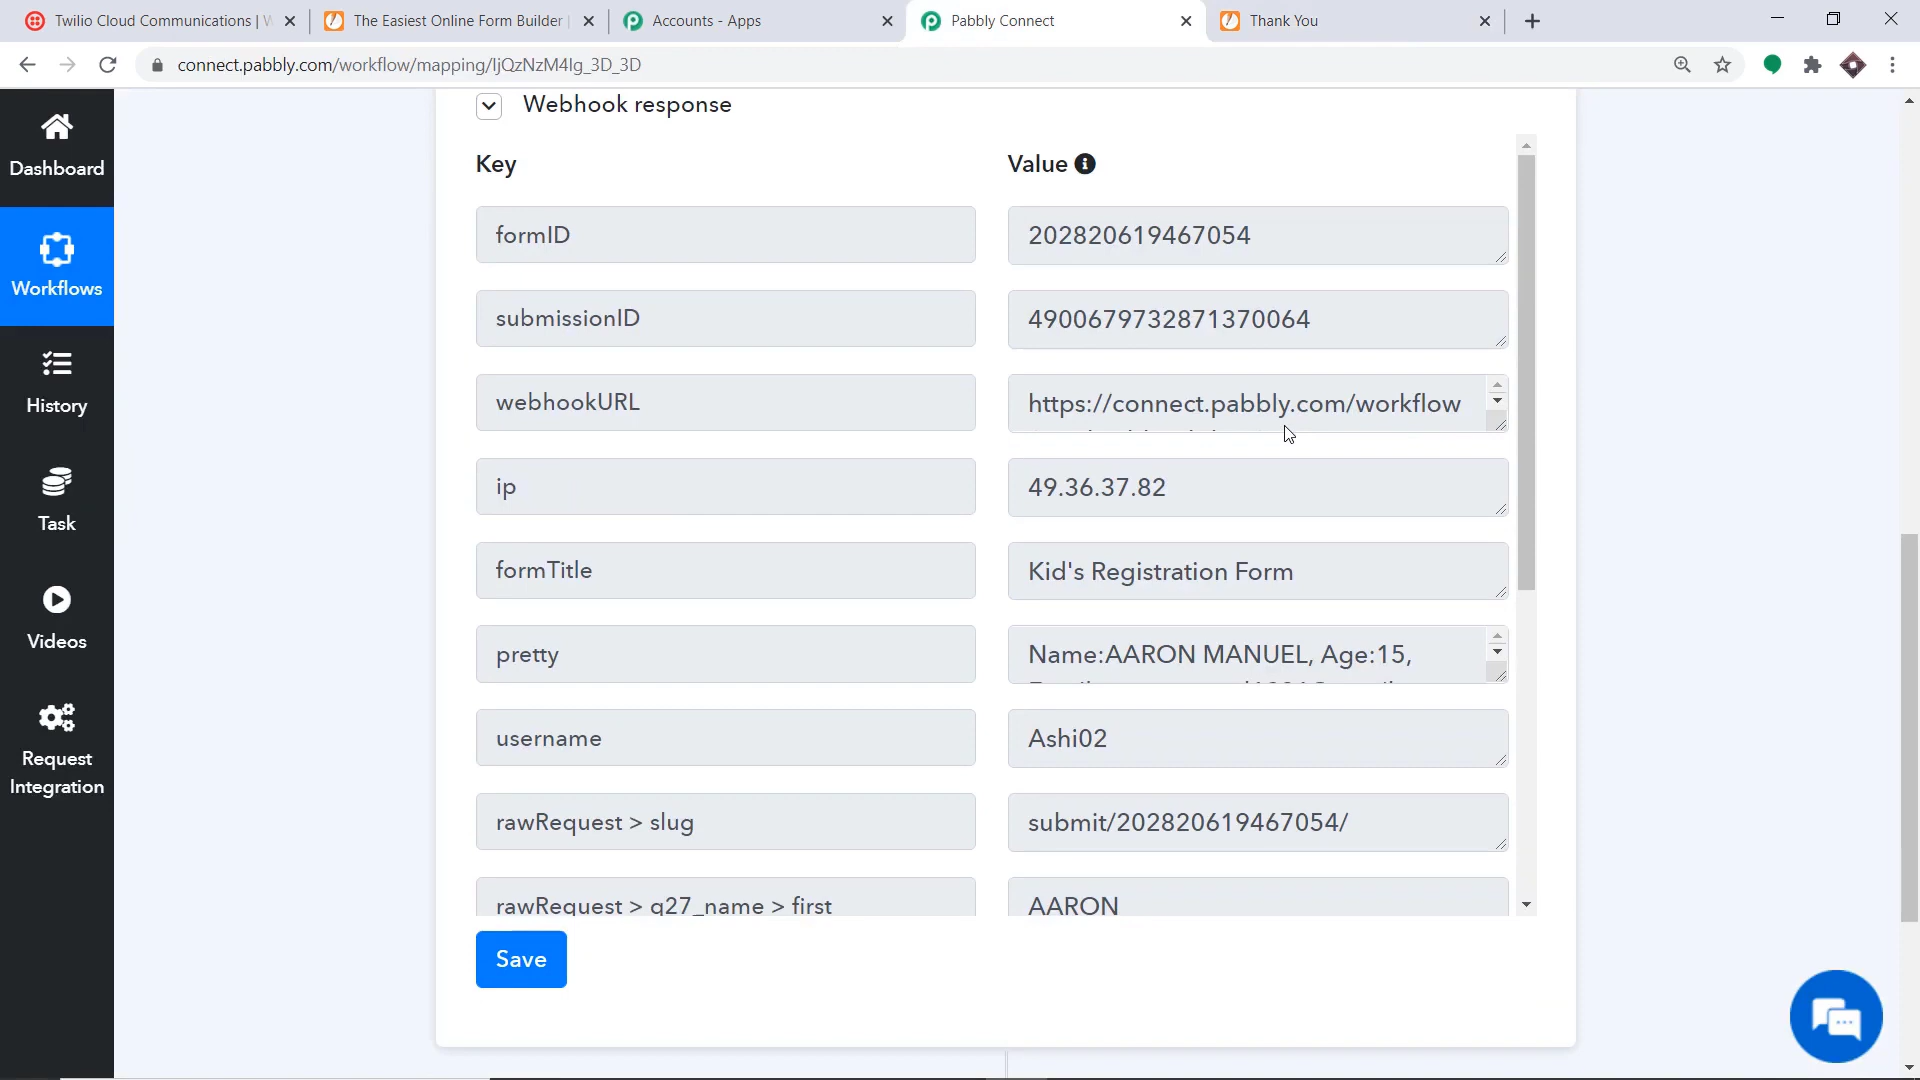 Twilio Cloud Communications |
The Easiest Online Form Builder
Accounts - Apps
Pabbly Connect
Thank You
connect.pabbly.com/workflow/mapping/IjQzNzM4Ig_3D_3D
Dashboard
Workflows
History
Task
Videos
Request
Integration
Webhook response
Key
Value
formID
202820619467054
submissionID
4900679732871370064
webhookURL
https://connect.pabbly.com/workflow
ip
49.36.37.82
formTitle
Kid's Registration Form
pretty
Name:AARON MANUEL, Age:15,
username
Ashi02
rawRequest > slug
submit/202820619467054/
rawRequest > q27_name > first
AARON
Save